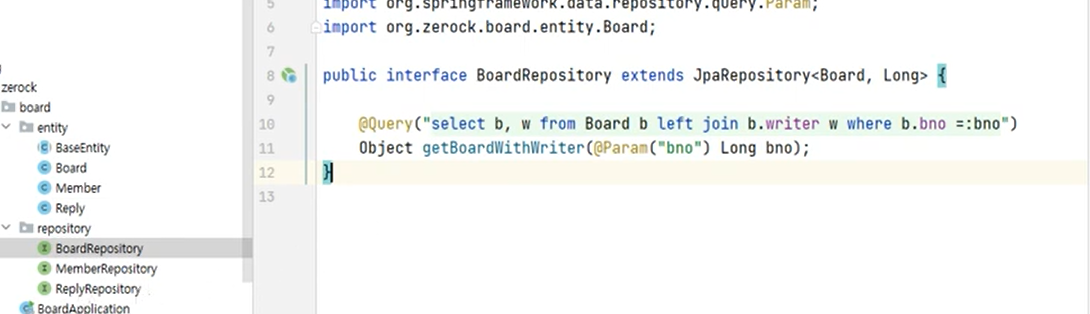 zerock
board
entity
BaseEntity
Board
Member
Reply
repository
BoardRepository
MemberRepository
ReplyRepository
BoardApplication
5 import org.springframework.data.repository.query.Param;
6 import org.zerock.board.entity.Board;
7
8 public interface BoardRepository extends JpaRepository<Board, Long> {
9
10 @Query("select b, w from Board b left join b.writer w where b.bno =:bno")
11 Object getBoardWithWriter(@Param("bno") Long bno);
12 }
13